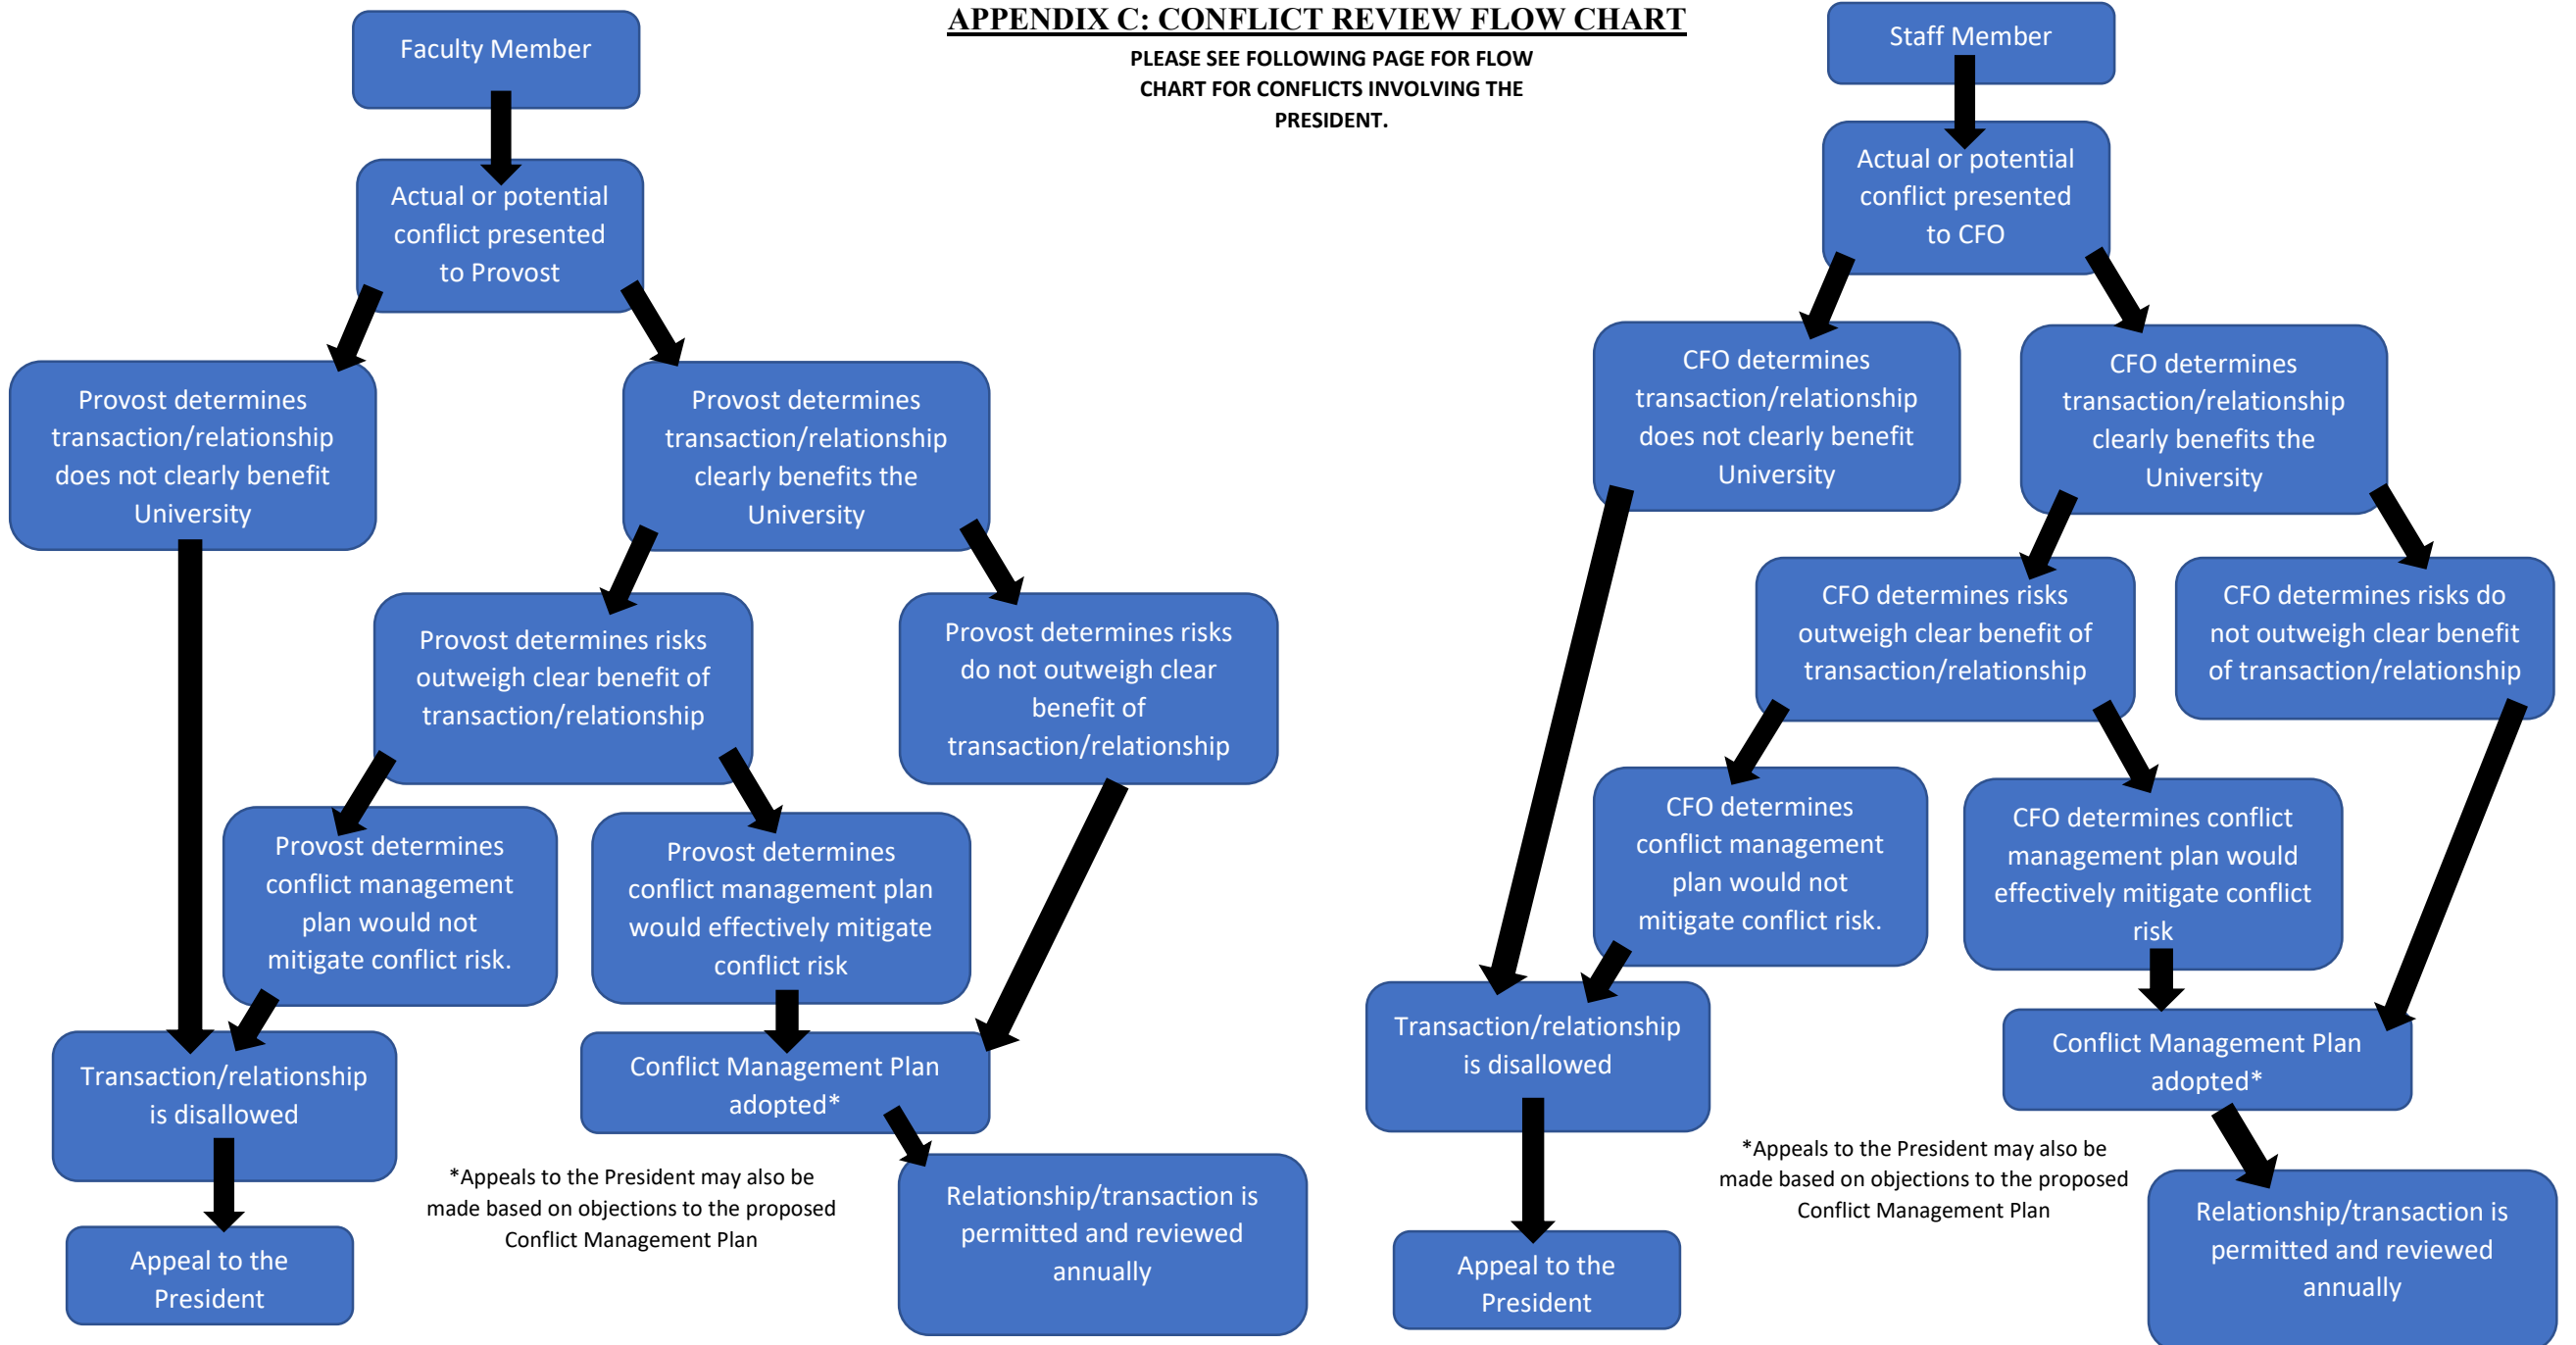 APPENDIX C: CONFLICT REVIEW FLOW CHART
PLEASE SEE FOLLOWING PAGE FOR FLOW
CHART FOR CONFLICTS INVOLVING THE
PRESIDENT.
Faculty Member
Actual or potential
conflict presented
to Provost
Provost determines
transaction/relationship
does not clearly benefit
University
Provost determines
transaction/relationship
clearly benefits the
University
Provost determines risks
outweigh clear benefit of
transaction/relationship
Provost determines risks
do not outweigh clear
benefit of
transaction/relationship
Provost determines
conflict management
plan would not
mitigate conflict risk.
Provost determines
conflict management plan
would effectively mitigate
conflict risk
Transaction/relationship
is disallowed
Conflict Management Plan
adopted*
*Appeals to the President may also be
made based on objections to the proposed
Conflict Management Plan
Appeal to the
President
Relationship/transaction is
permitted and reviewed
annually
Staff Member
Actual or potential
conflict presented
to CFO
CFO determines
transaction/relationship
does not clearly benefit
University
CFO determines
transaction/relationship
clearly benefits the
University
CFO determines risks
outweigh clear benefit of
transaction/relationship
CFO determines risks do
not outweigh clear benefit
of transaction/relationship
CFO determines
conflict management
plan would not
mitigate conflict risk.
CFO determines conflict
management plan would
effectively mitigate conflict
risk
Transaction/relationship
is disallowed
Conflict Management Plan
adopted*
*Appeals to the President may also be
made based on objections to the proposed
Conflict Management Plan
Appeal to the
President
Relationship/transaction is
permitted and reviewed
annually